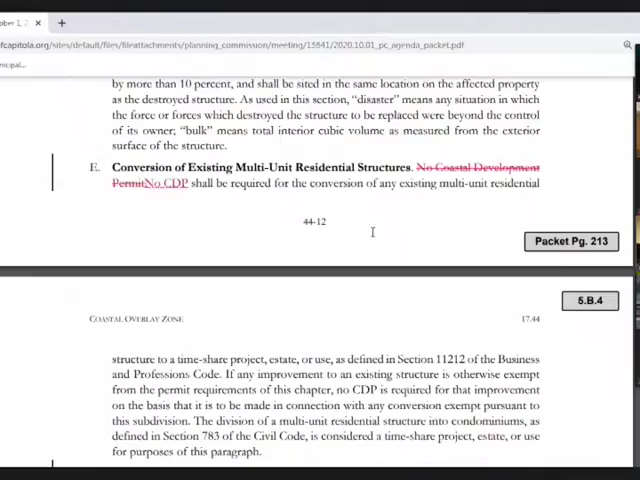 ober 1, 2
fcapitola.org/sites/default/files/fileattachments/planning_commission/meeting/15641/2020.10.01_pc_agenda_packet.pdf
nicipal...
by more than 10 percent, and shall be sited in the same location on the affected property
as the destroyed structure. As used in this section, “disaster” means any situation in which
the force or forces which destroyed the structure to be replaced were beyond the control
of its owner; “bulk” means total interior cubic volume as measured from the exterior
surface of the structure.
E. Conversion of Existing Multi-Unit Residential Structures. No Coastal Development
PermitNo CDP shall be required for the conversion of any existing multi-unit residential
44-12
Packet Pg. 213
5.B.4
COASTAL OVERLAY ZONE 17.44
structure to a time-share project, estate, or use, as defined in Section 11212 of the Business
and Professions Code. If any improvement to an existing structure is otherwise exempt
from the permit requirements of this chapter, no CDP is required for that improvement
on the basis that it is to be made in connection with any conversion exempt pursuant to
this subdivision. The division of a multi-unit residential structure into condominiums, as
defined in Section 783 of the Civil Code, is considered a time-share project, estate, or use
for purposes of this paragraph.